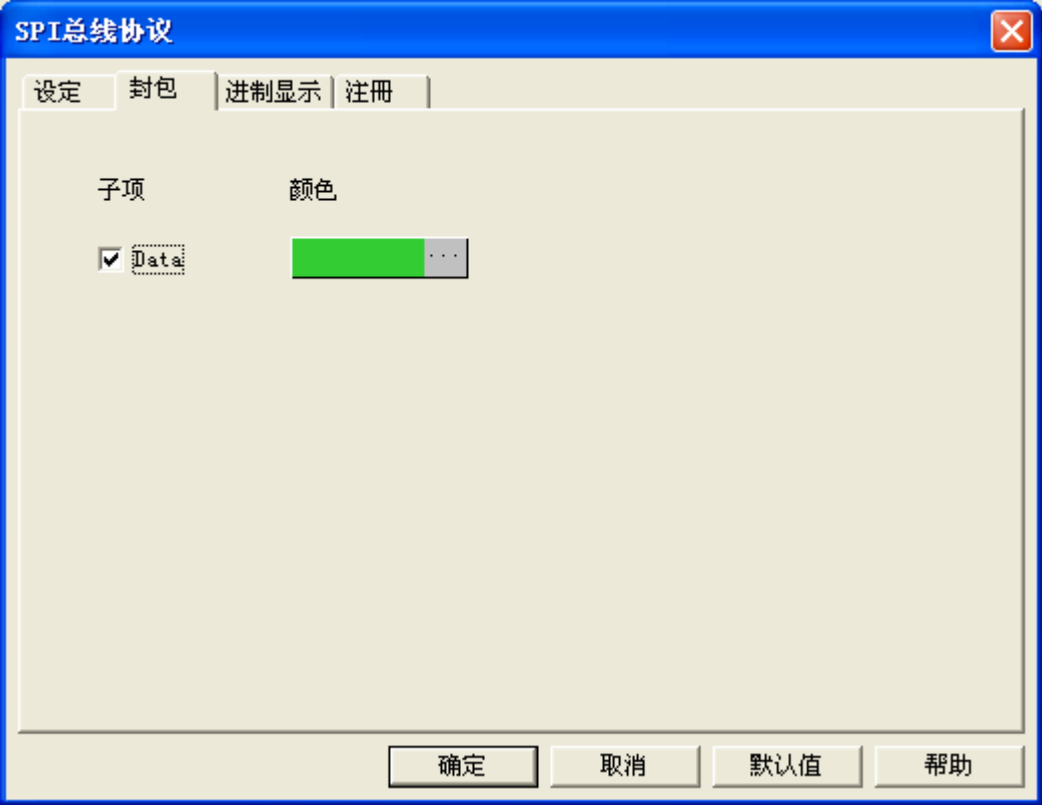 SPI总线协议
设定 封包 进制显示 注册
子项 颜色
Data ...
确定 取消 默认值 帮助